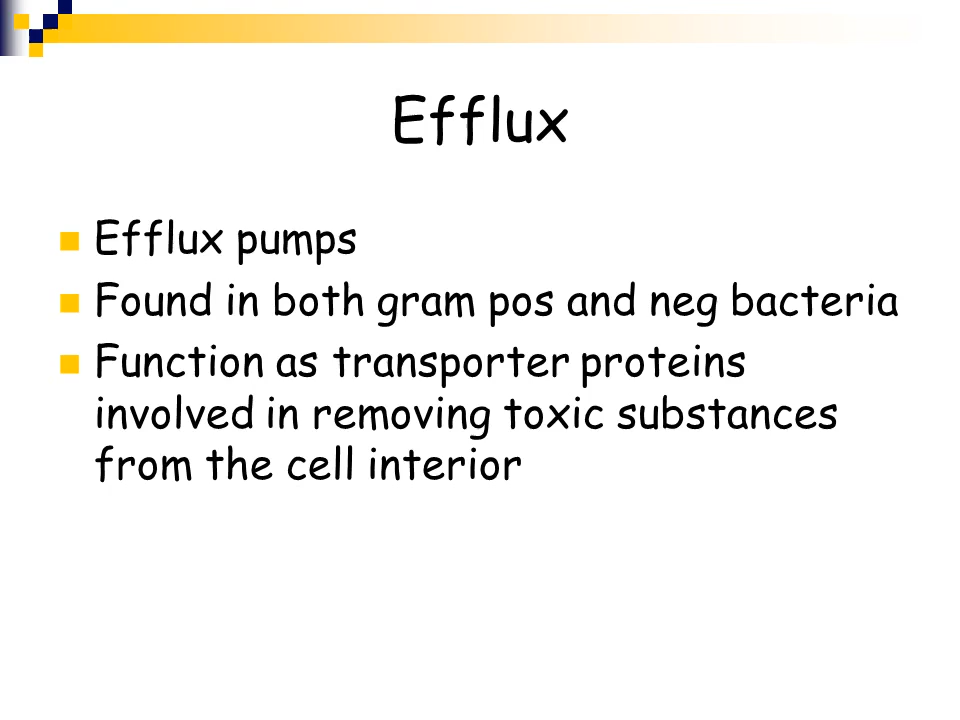 Efflux
Efflux pumps
Found in both gram pos and neg bacteria
Function as transporter proteins
involved in removing toxic substances
from the cell interior